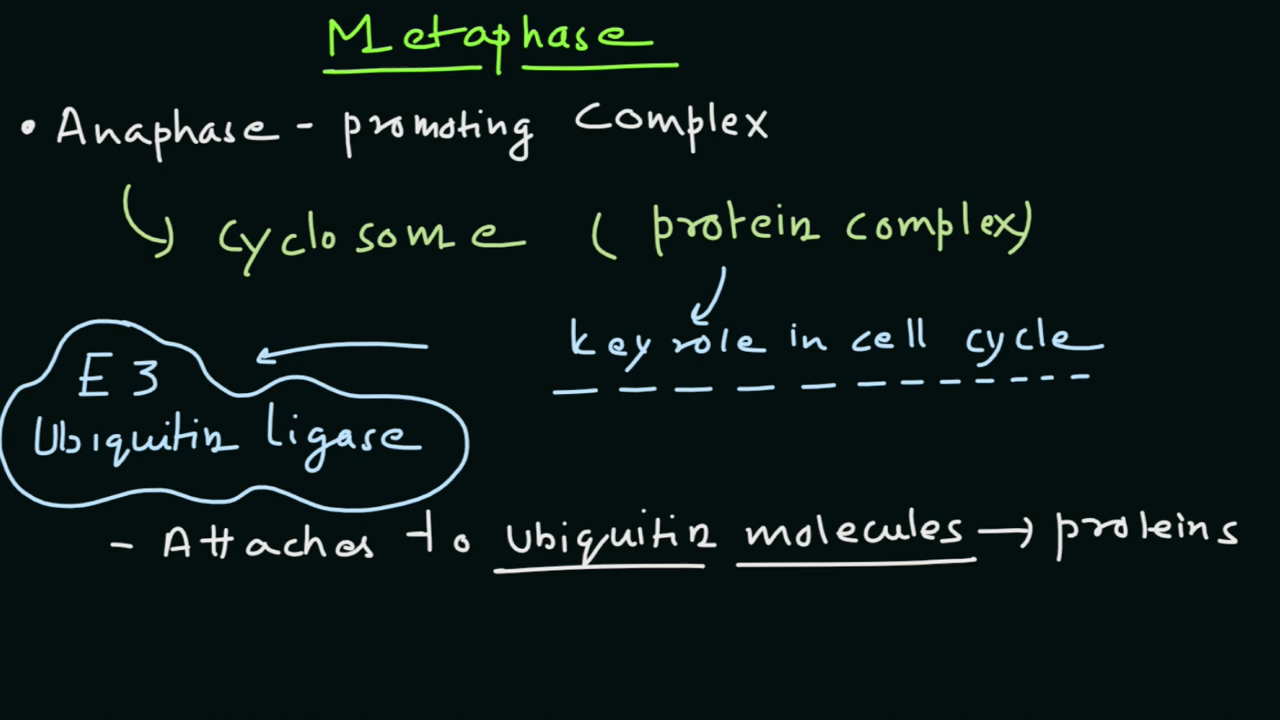 Metaphase
• Anaphase - promoting Complex
↳ cyclosome ( protein complex)
key role in cell cycle
E3
Ubiquitin Ligase
- Attaches to ubiquitin molecules → proteins